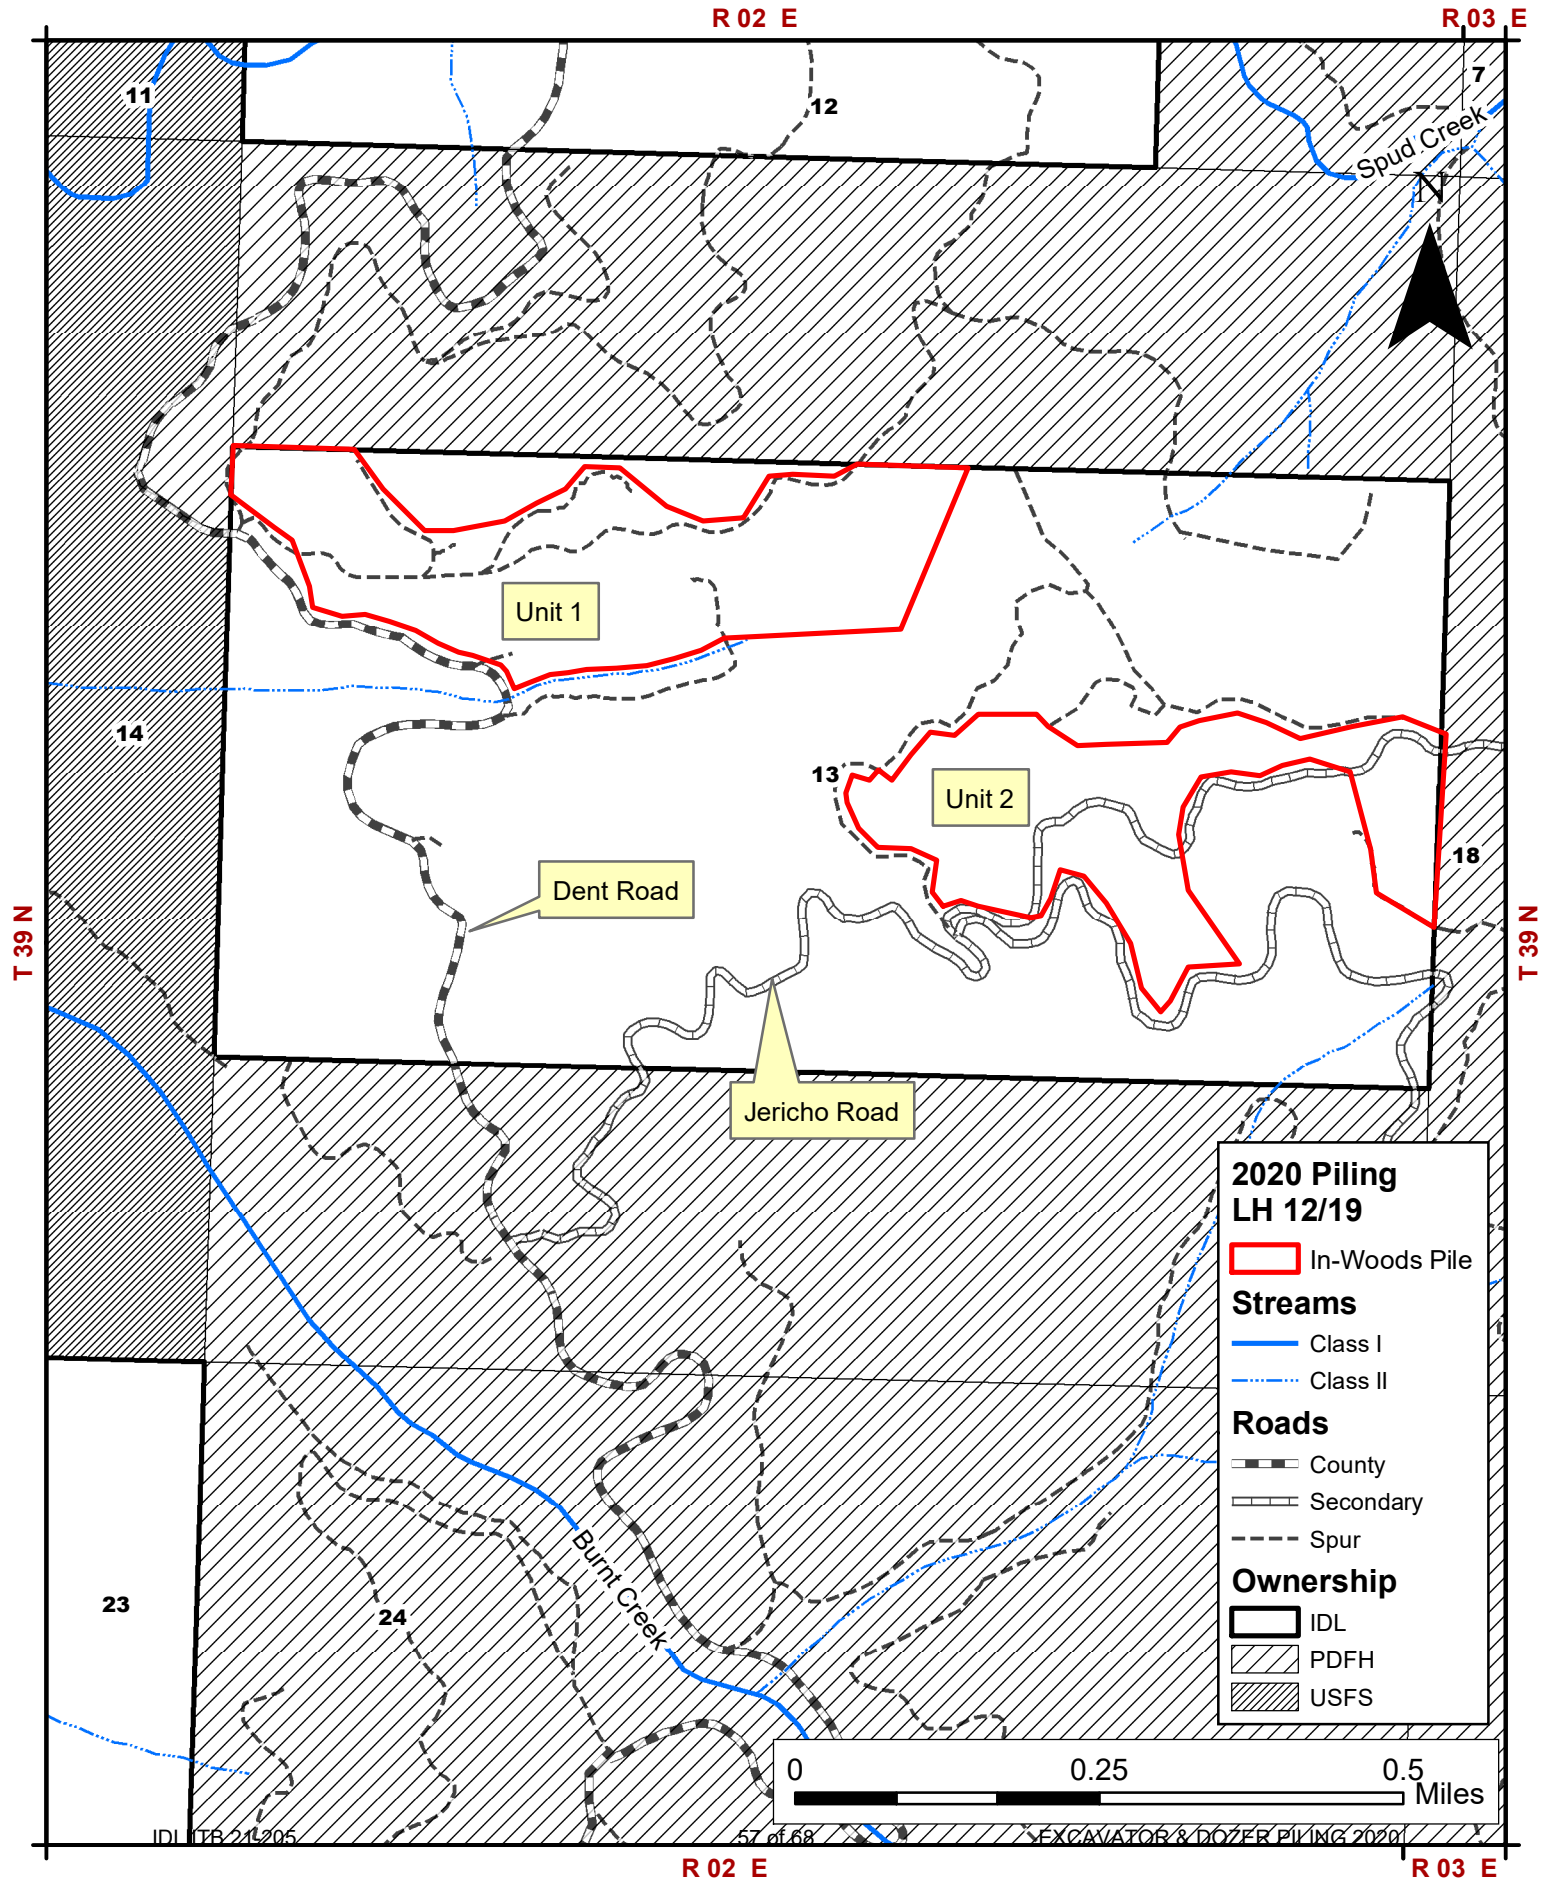 R 02 E
R 03 E
11
12
7
Spud Creek
N
Unit 1
14
13
Unit 2
18
Dent Road
T 39 N
T 39 N
Jericho Road
2020 Piling
LH 12/19
In-Woods Pile
Streams
Class I
Class II
Roads
County
Secondary
Spur
Ownership
IDL
PDFH
USFS
Burnt Creek
23
24
0 0.25 0.5
Miles
IDL ITB 21-205 57 of 68 EXCAVATOR & DOZER PILING 2020
R 02 E
R 03 E